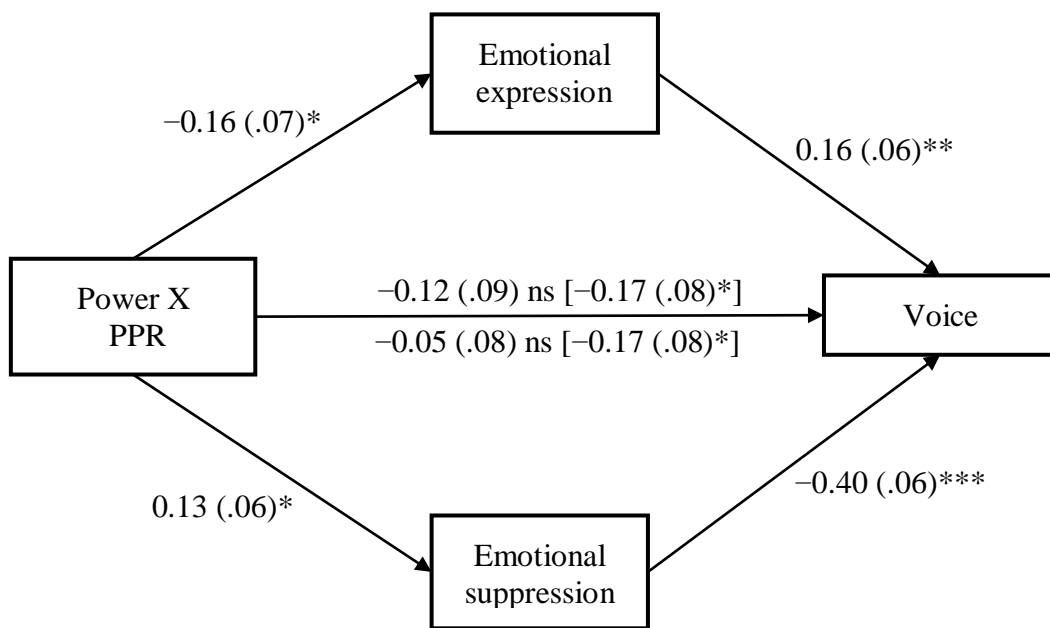 Emotional
expression
−0.16 (.07)*
0.16 (.06)**
Power X
PPR
−0.12 (.09) ns [−0.17 (.08)*]
−0.05 (.08) ns [−0.17 (.08)*]
Voice
0.13 (.06)*
−0.40 (.06)***
Emotional
suppression